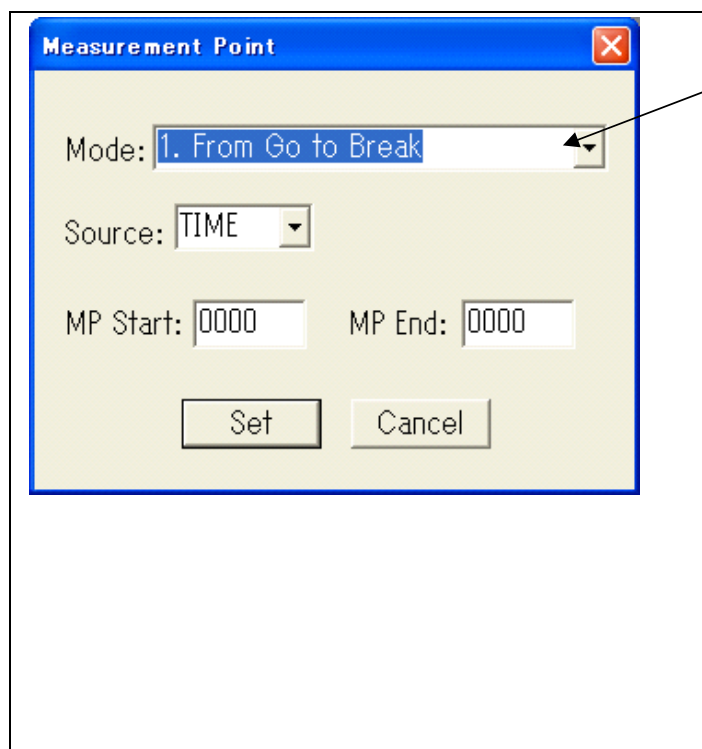 Measurement Point
Mode: 1. From Go to Break
Source: TIME
MP Start: 0000 MP End: 0000
Set Cancel